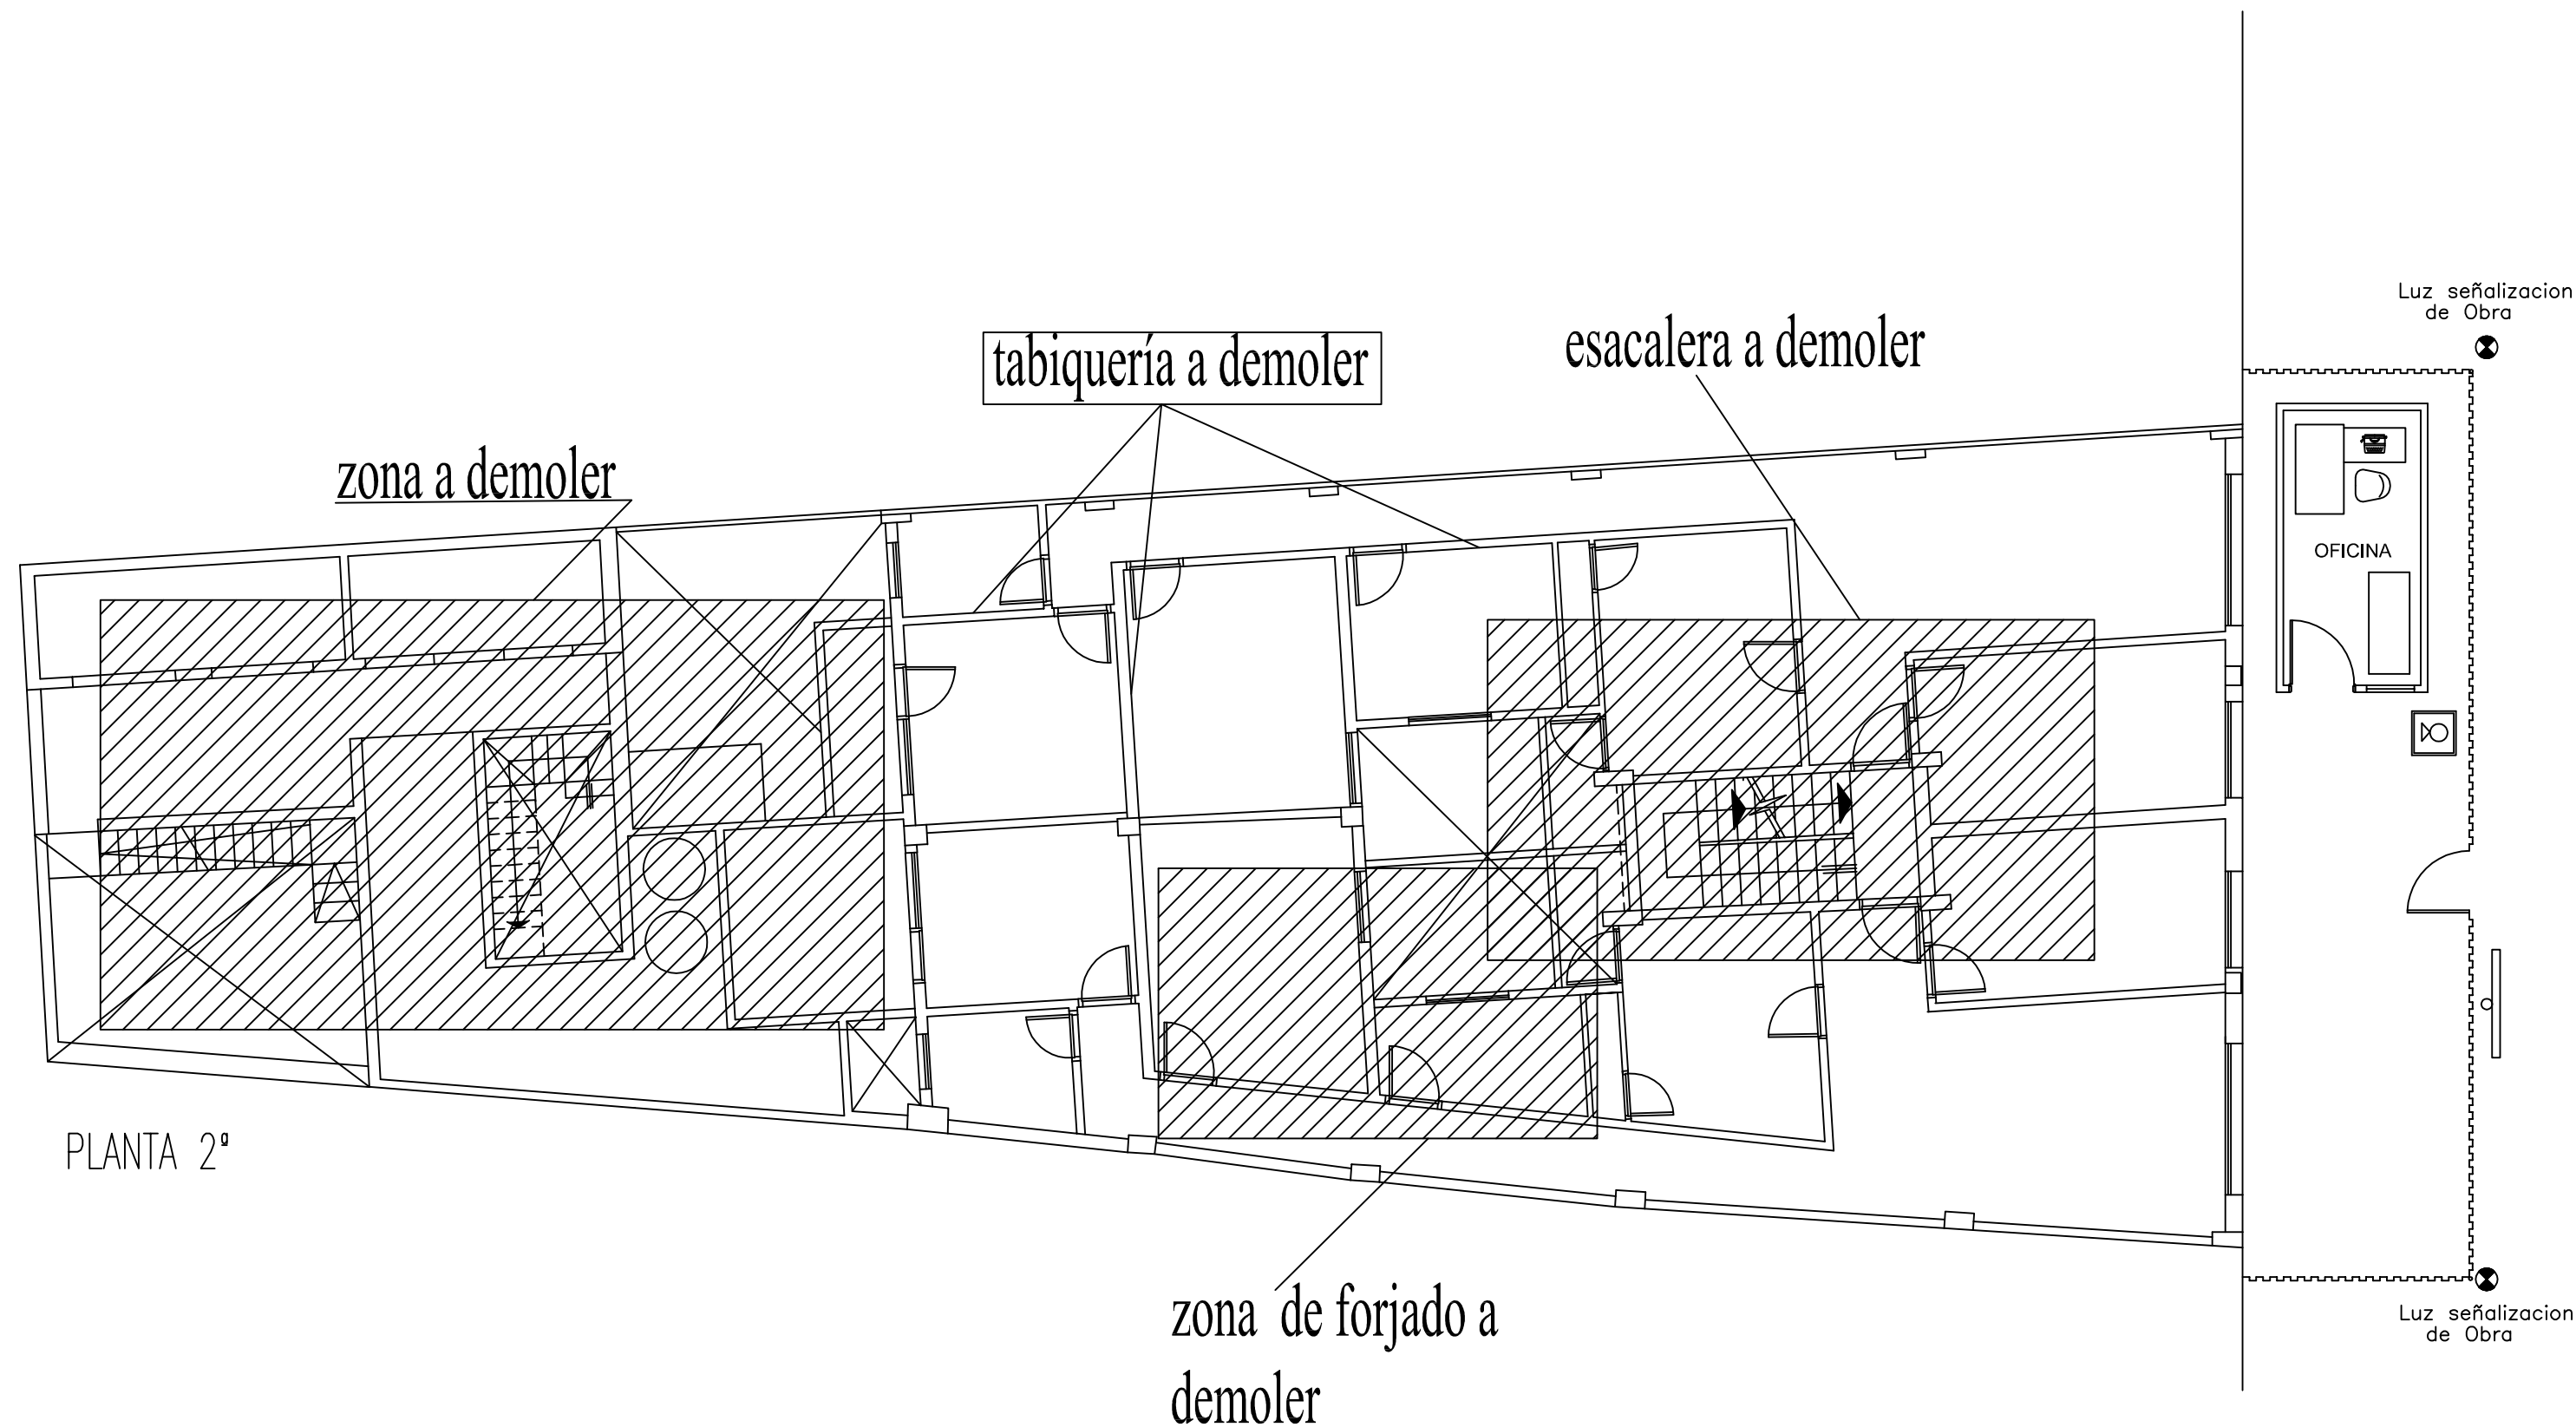 Luz señalizacion
de Obra
esacalera a demoler
tabiquería a demoler
zona a demoler
OFICINA
PLANTA 2ª
zona de forjado a
demoler
Luz señalizacion
de Obra